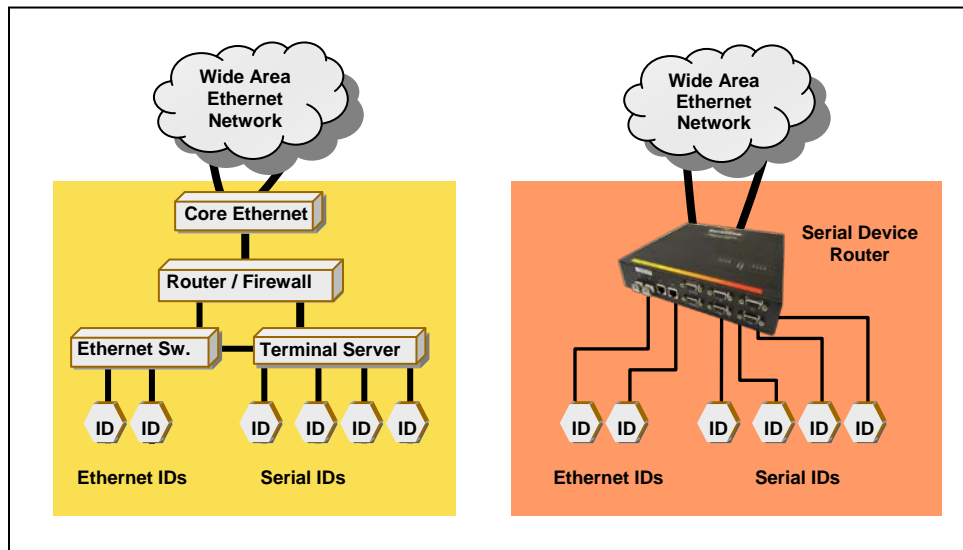 Wide Area
Ethernet
Network
Core Ethernet
Router / Firewall
Ethernet Sw.
Terminal Server
ID
ID
ID
ID
ID
ID
Ethernet IDs
Serial IDs
Wide Area
Ethernet
Network
Serial Device
Router
ID
ID
ID
ID
ID
ID
Ethernet IDs
Serial IDs